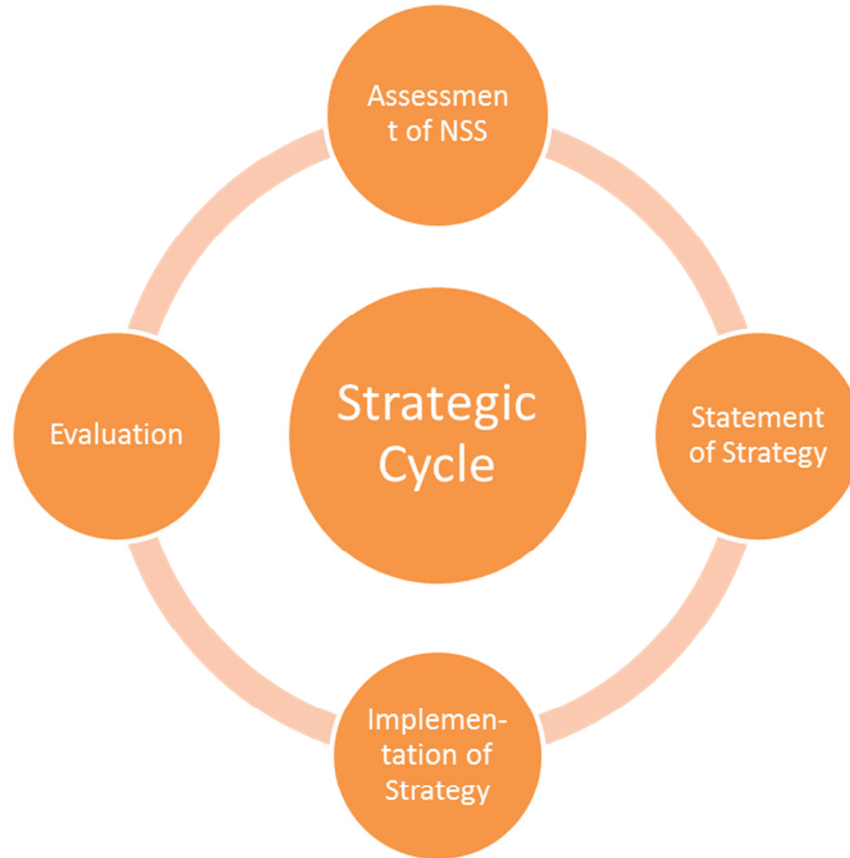 Assessmen
t of NSS
Strategic
Cycle
Evaluation
Statement
of Strategy
Implemen-
tation of
Strategy